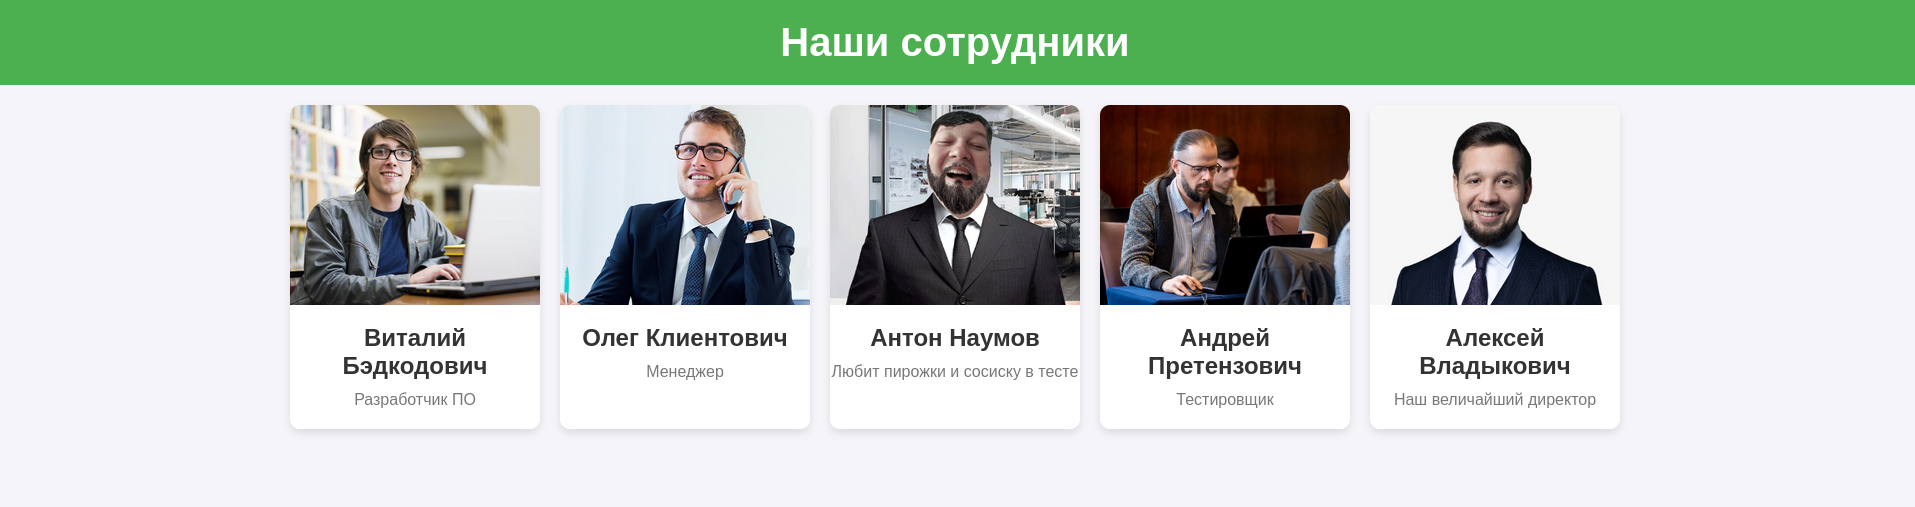 Наши сотрудники
Виталий
Бэдкодович
Разработчик ПО
Олег Клиентович
Менеджер
Антон Наумов
Любит пирожки и сосиску в тесте
Андрей
Претензович
Тестировщик
Алексей
Владыкович
Наш величайший директор